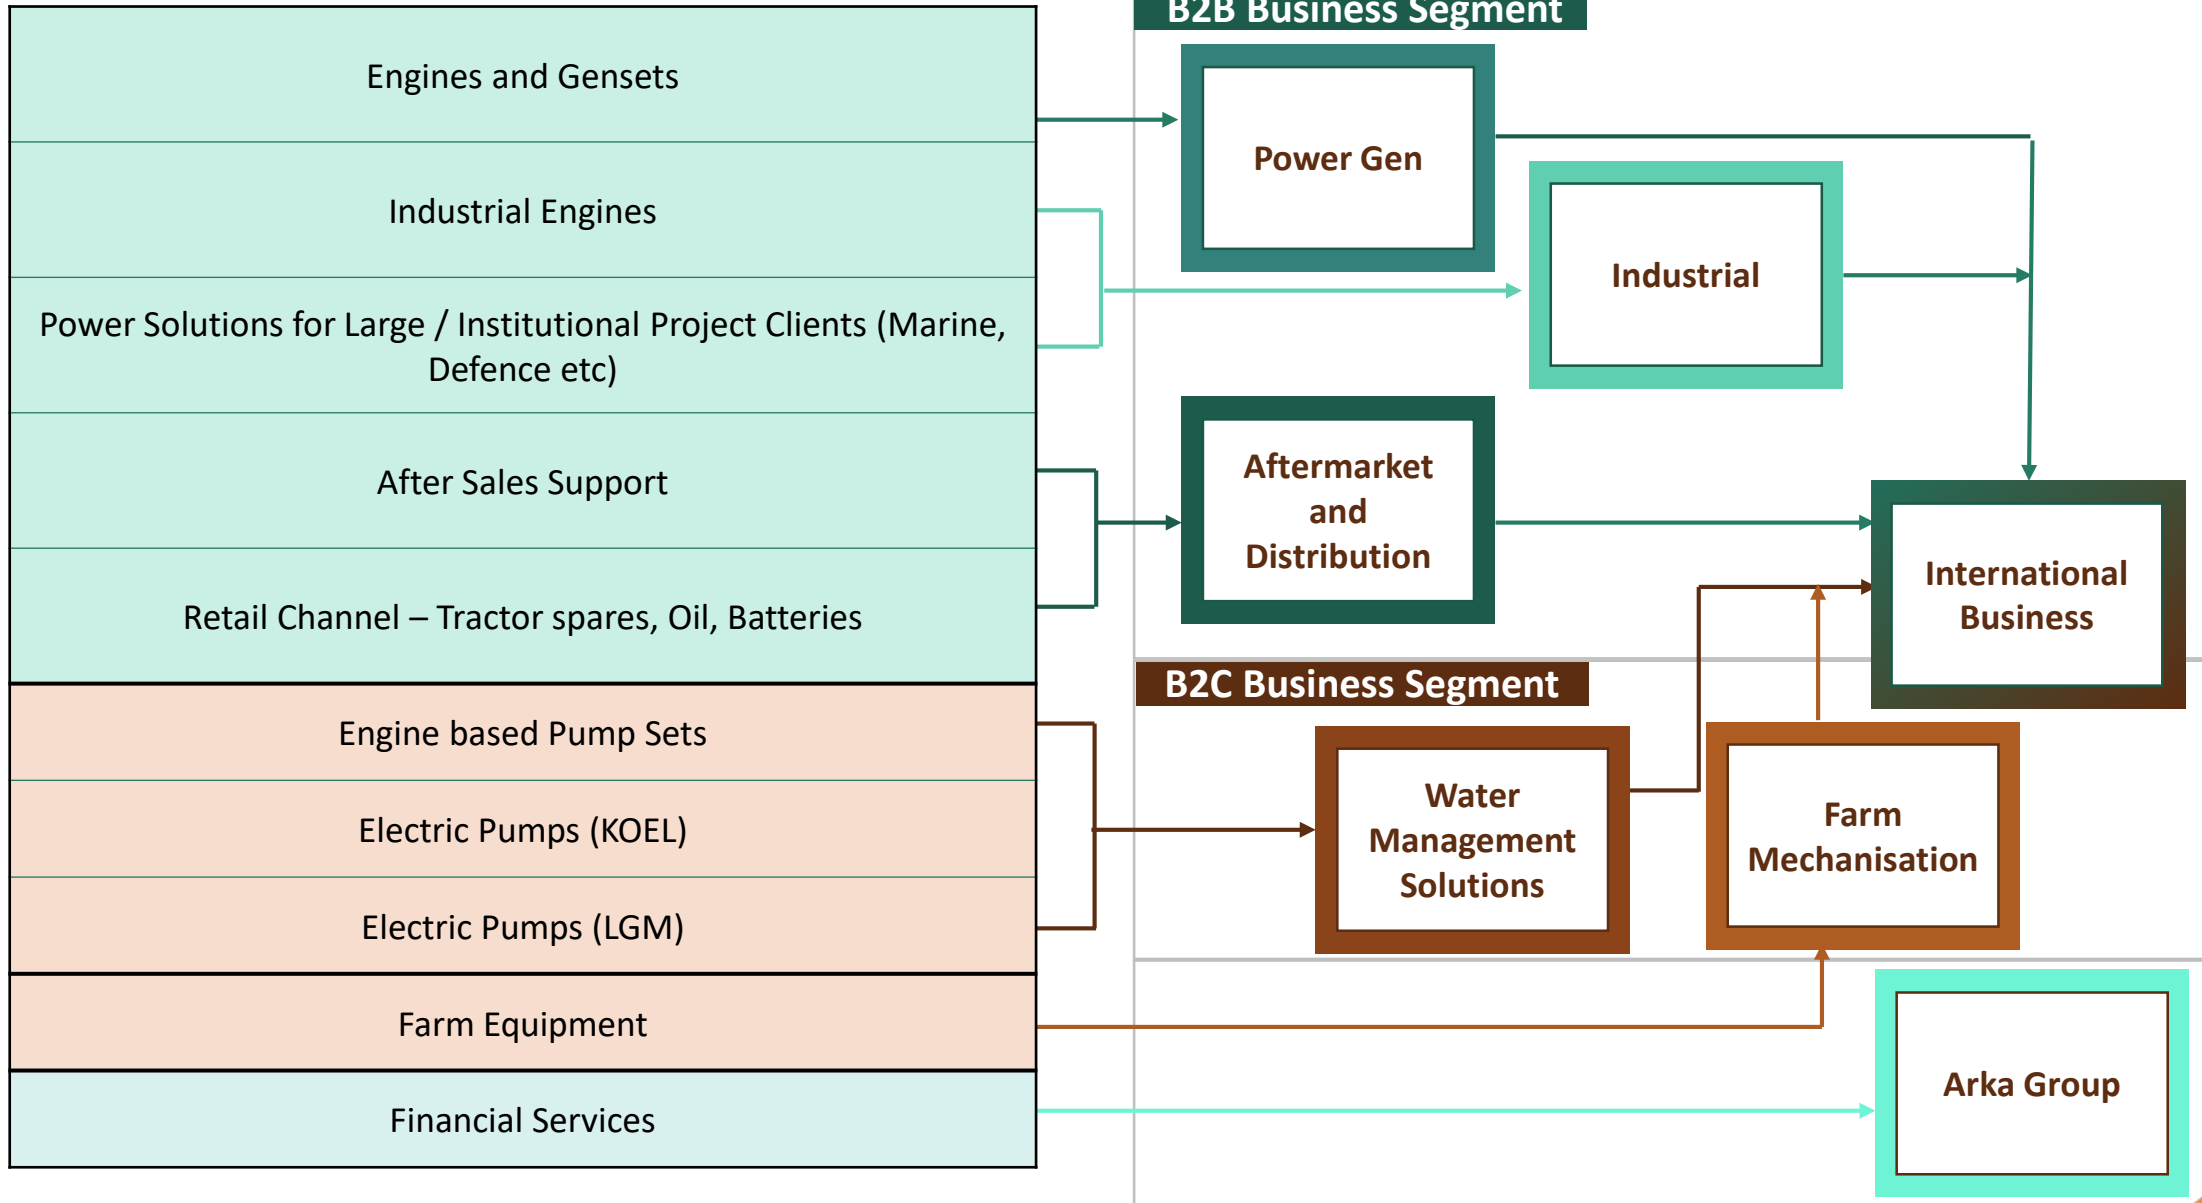 Engines and Gensets
Industrial Engines
Power Solutions for Large / Institutional Project Clients (Marine,
Defence etc)
After Sales Support
Retail Channel – Tractor spares, Oil, Batteries
Engine based Pump Sets
Electric Pumps (KOEL)
Electric Pumps (LGM)
Farm Equipment
Financial Services
B2B Business Segment
Power Gen
Industrial
Aftermarket
and
Distribution
International
Business
B2C Business Segment
Water
Management
Solutions
Farm
Mechanisation
Arka Group